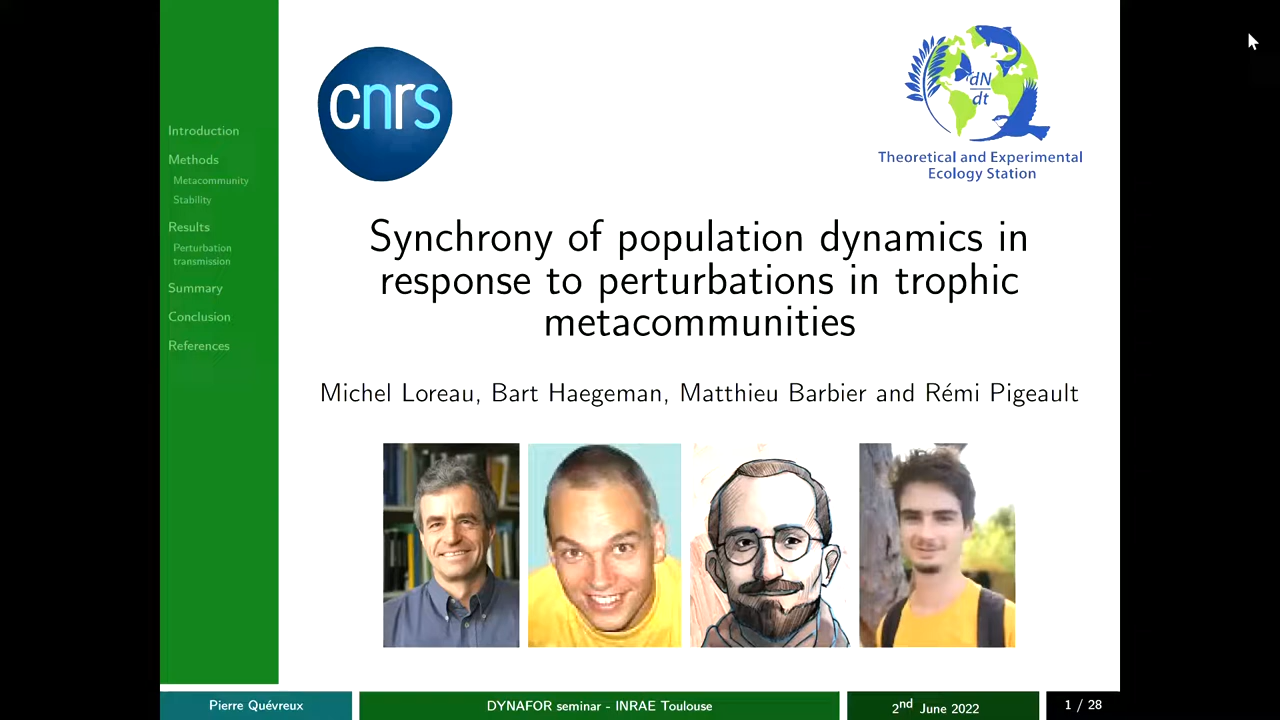 cnrs
dN
dt
Theoretical and Experimental
Ecology Station
Introduction
Methods
Metacommunity
Stability
Results
Perturbation
transmission
Summary
Conclusion
References
Synchrony of population dynamics in
response to perturbations in trophic
metacommunities
Michel Loreau, Bart Haegeman, Matthieu Barbier and Rémi Pigeault
Pierre Quévreux
DYNAFOR seminar - INRAE Toulouse
2nd June 2022
1 / 28